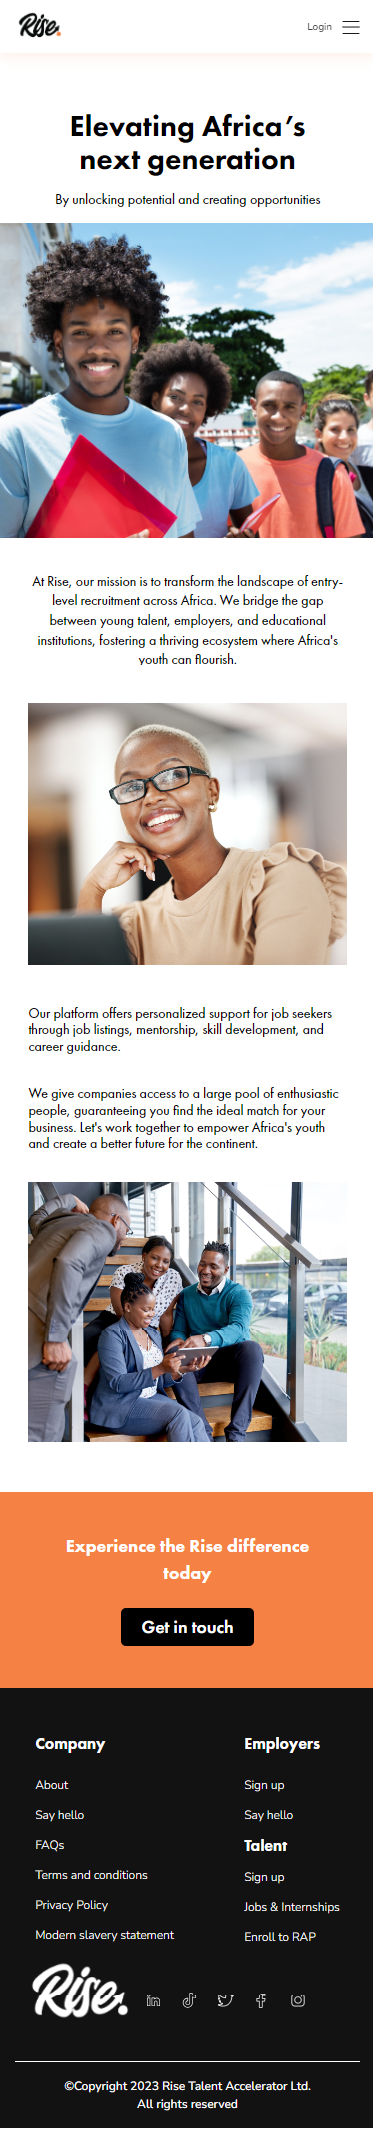 Rise.
Login
Elevating Africa’s
next generation
By unlocking potential and creating opportunities
At Rise, our mission is to transform the landscape of entry-
level recruitment across Africa. We bridge the gap
between young talent, employers, and educational
institutions, fostering a thriving ecosystem where Africa's
youth can flourish.
Our platform offers personalized support for job seekers
through job listings, mentorship, skill development, and
career guidance.
We give companies access to a large pool of enthusiastic
people, guaranteeing you find the ideal match for your
business. Let's work together to empower Africa's youth
and create a better future for the continent.
Experience the Rise difference
today
Get in touch
Company
About
Say hello
FAQs
Terms and conditions
Privacy Policy
Modern slavery statement
Employers
Sign up
Say hello
Talent
Sign up
Jobs & Internships
Enroll to RAP
Rise.
©Copyright 2023 Rise Talent Accelerator Ltd.
All rights reserved